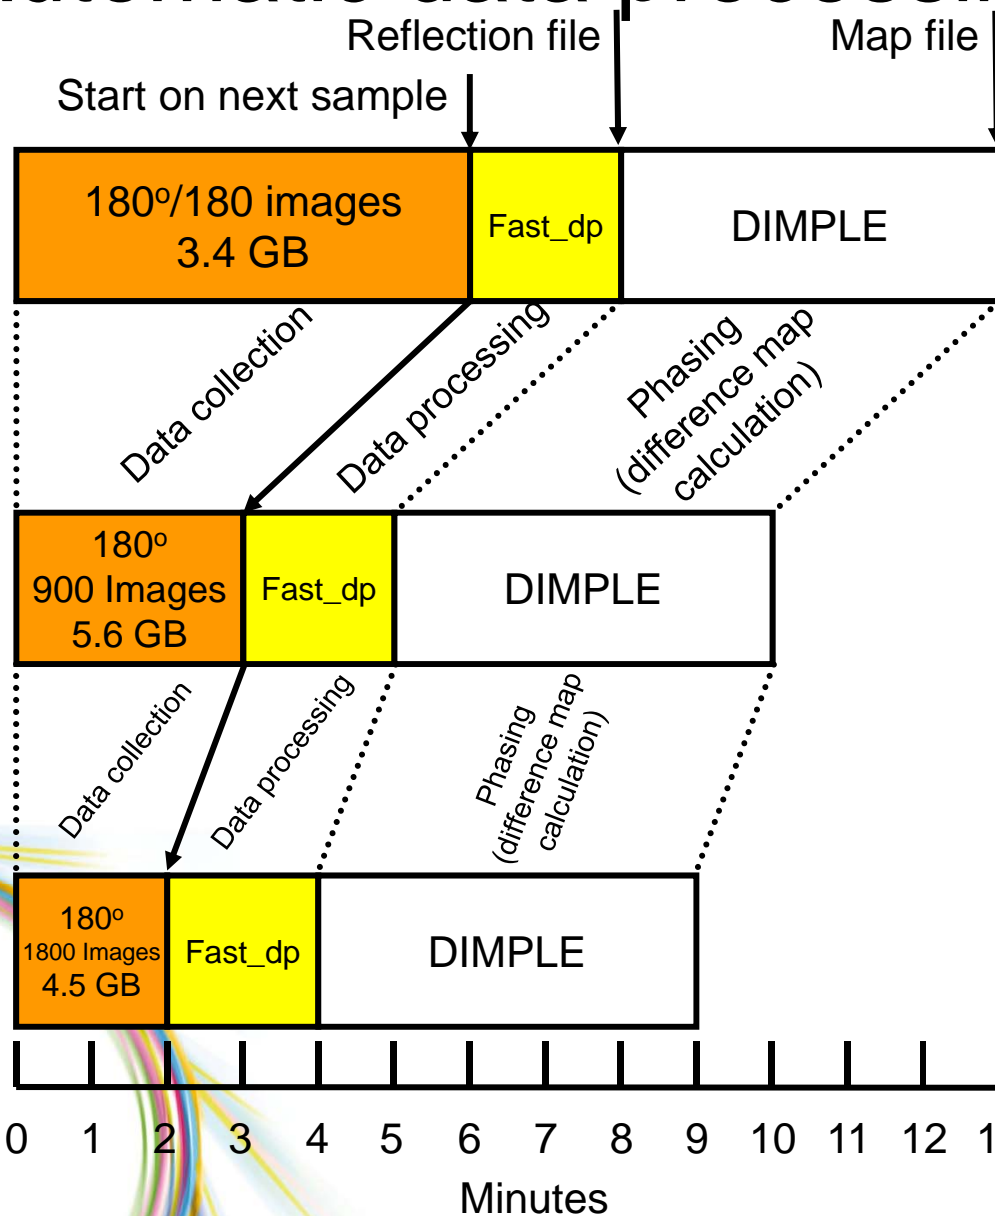 Reflection file
Map file
Start on next sample
180º/180 images
3.4 GB
Fast_dp
DIMPLE
Data collection
Data processing
Phasing
(difference map
calculation)
180º
900 Images
5.6 GB
Fast_dp
DIMPLE
Data collection
Data processing
Phasing
(difference map
calculation)
180º
1800 Images
4.5 GB
Fast_dp
DIMPLE
0 1 2 3 4 5 6 7 8 9 10 11 12
Minutes